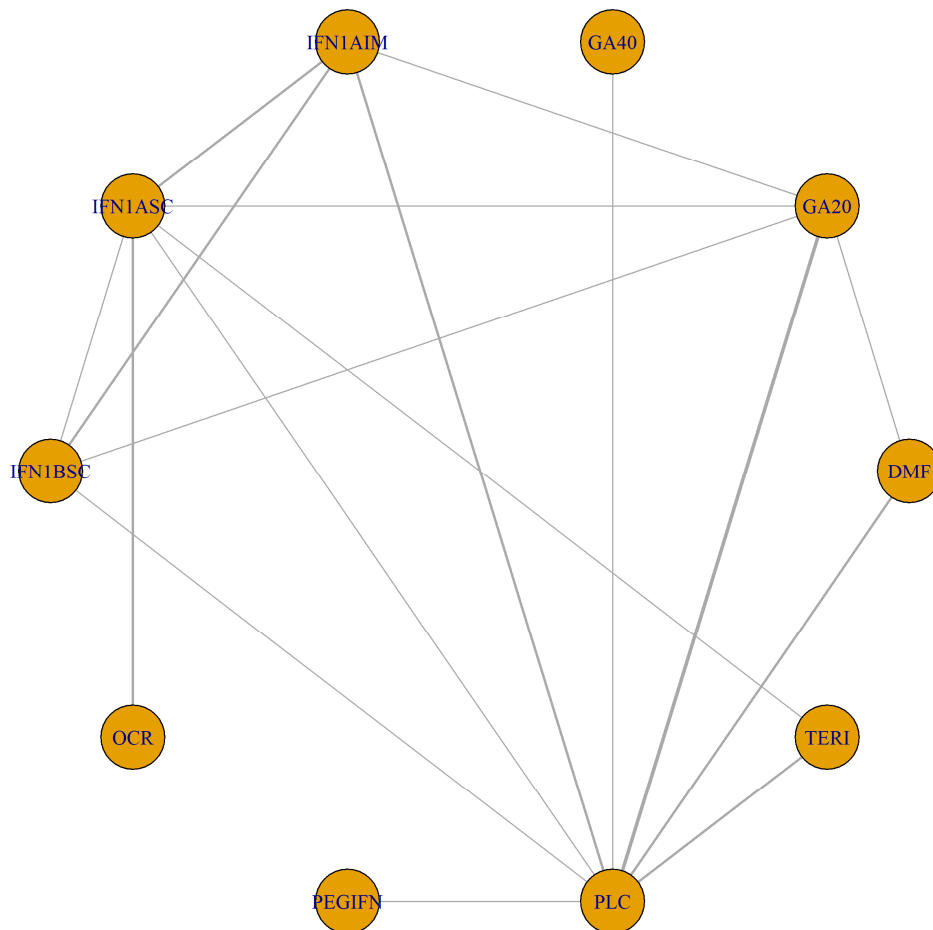 IFN1AIM
GA40
IFN1ASC
GA20
IFN1BSC
DMF
OCR
TERI
PEGIFN
PLC